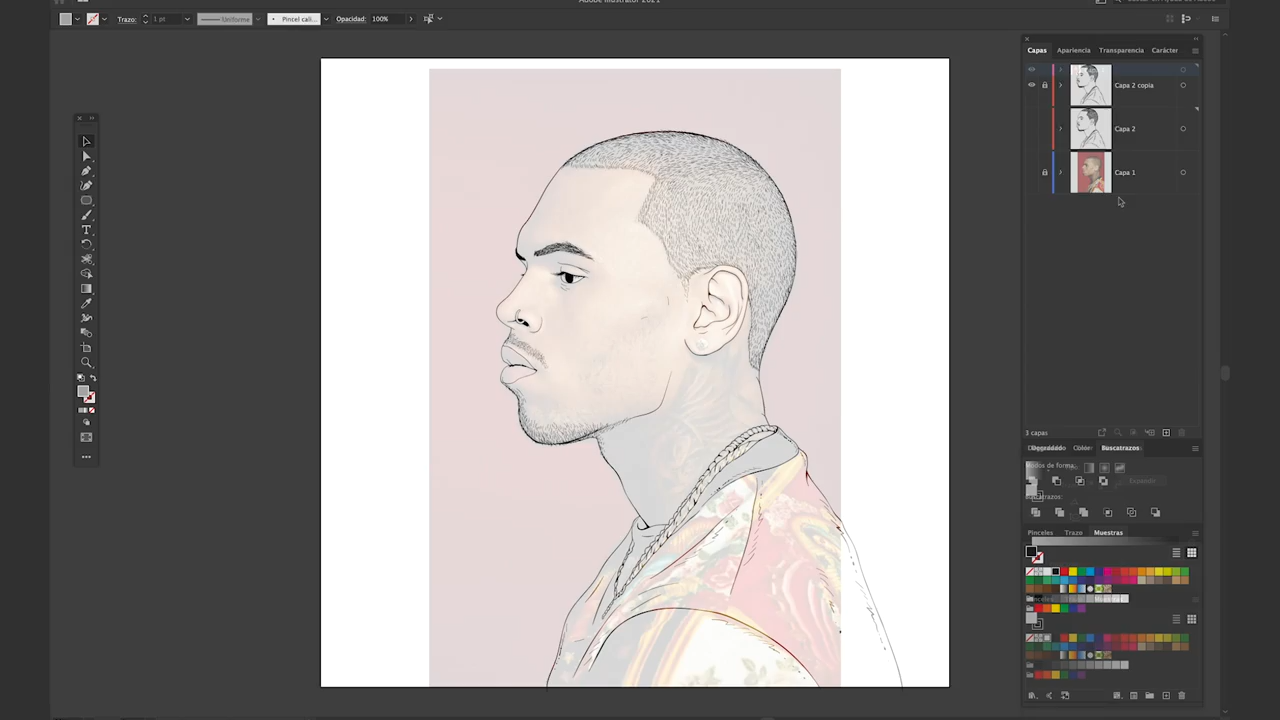 Adobe Illustrator 2021
Trazo: 1 pt Uniforme Pincel cali... Opacidad: 100%
Capas Apariencia Transparencia Carácter
Capa 2 copia
Capa 2
Capa 1
3 capas
Degradado Color Buscatrazos
Modos de forma:
Expandir
Buscatrazos:
Pinceles Trazo Muestras